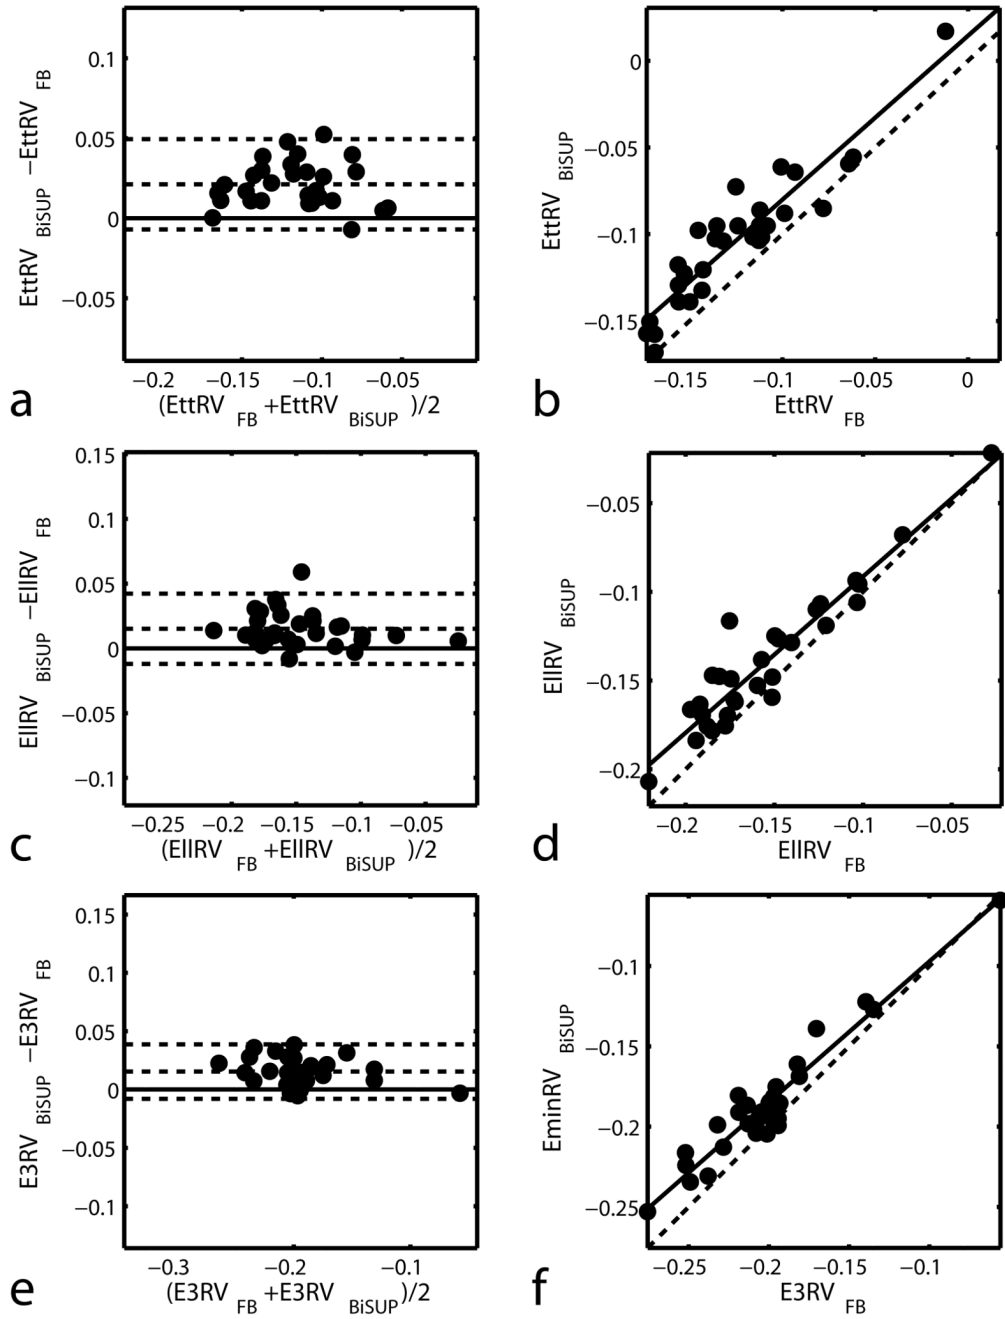 0.1
0.05
0
−0.05
EttRV BiSUP −EttRV FB
−0.2 −0.15 −0.1 −0.05
(EttRV FB +EttRV BiSUP )/2
a
0
−0.05
−0.1
−0.15
EttRV BiSUP
−0.15 −0.1 −0.05 0
EttRV FB
b
0.15
0.1
0.05
0
−0.05
−0.1
EllRV BiSUP −EllRV FB
−0.25 −0.2 −0.15 −0.1 −0.05
(EllRV FB +EllRV BiSUP )/2
c
−0.05
−0.1
−0.15
−0.2
EllRV BiSUP
−0.2 −0.15 −0.1 −0.05
EllRV FB
d
0.15
0.1
0.05
0
−0.05
−0.1
E3RV BiSUP −E3RV FB
−0.3 −0.2 −0.1
(E3RV FB +E3RV BiSUP )/2
e
−0.1
−0.15
−0.2
−0.25
EminRV BiSUP
−0.25 −0.2 −0.15 −0.1
E3RV FB
f